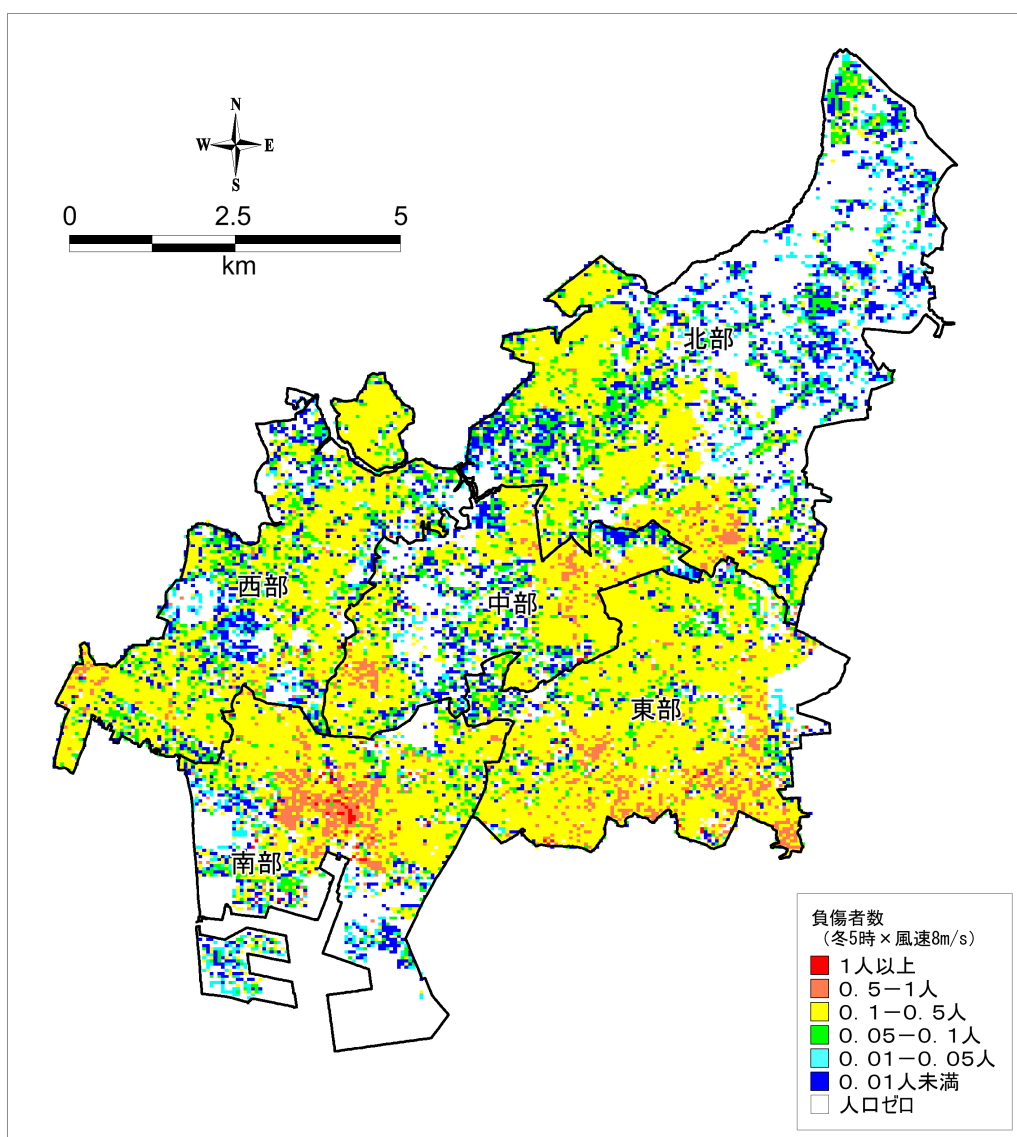 N
W E
S
0 2.5 5
km
北部
西部
中部
東部
南部
負傷者数
（冬5時×風速8m/s）
1人以上
0．5－1人
0．1－0．5人
0．05－0．1人
0．01－0．05人
0．01人未満
人口ゼロ